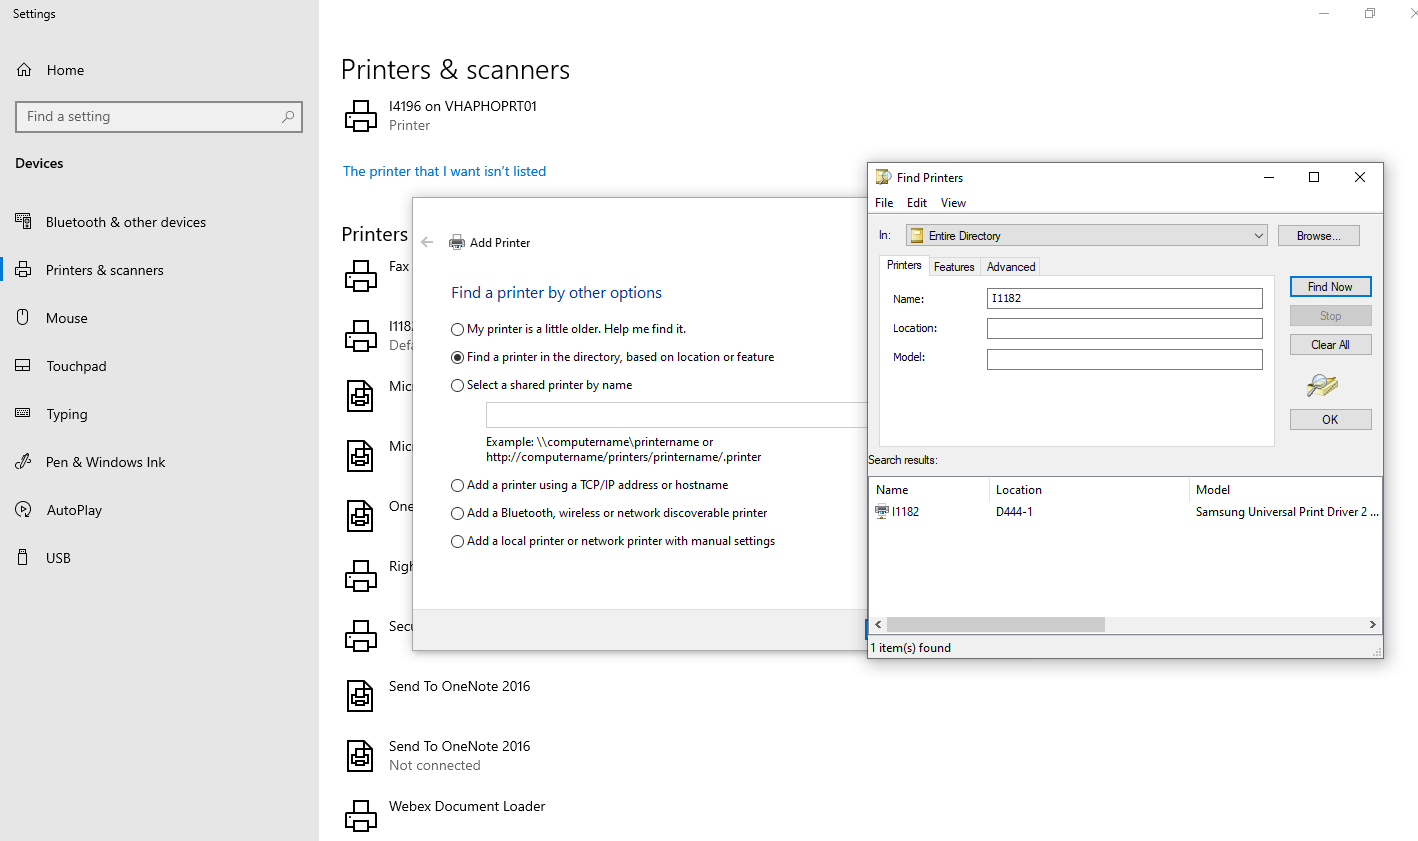 Settings
Home
Find a setting
Devices
Bluetooth & other devices
Printers & scanners
Mouse
Touchpad
Typing
Pen & Windows Ink
AutoPlay
USB
Printers & scanners
I4196 on VHAPHOPRT01
Printer
The printer that I want isn't listed
Printers
Fax
I118
Defa
Mic
Mic
One
Righ
Secu
Send To OneNote 2016
Send To OneNote 2016
Not connected
Webex Document Loader
Add Printer
Find a printer by other options
My printer is a little older. Help me find it.
Find a printer in the directory, based on location or feature
Select a shared printer by name
Example: \\computername\printername or
http://computername/printers/printername/.printer
Add a printer using a TCP/IP address or hostname
Add a Bluetooth, wireless or network discoverable printer
Add a local printer or network printer with manual settings
Find Printers
File Edit View
In: Entire Directory Browse...
Printers Features Advanced
Name: I1182
Location:
Model:
Find Now
Stop
Clear All
OK
Search results:
Name Location Model
I1182 D444-1 Samsung Universal Print Driver 2 ...
1 item(s) found